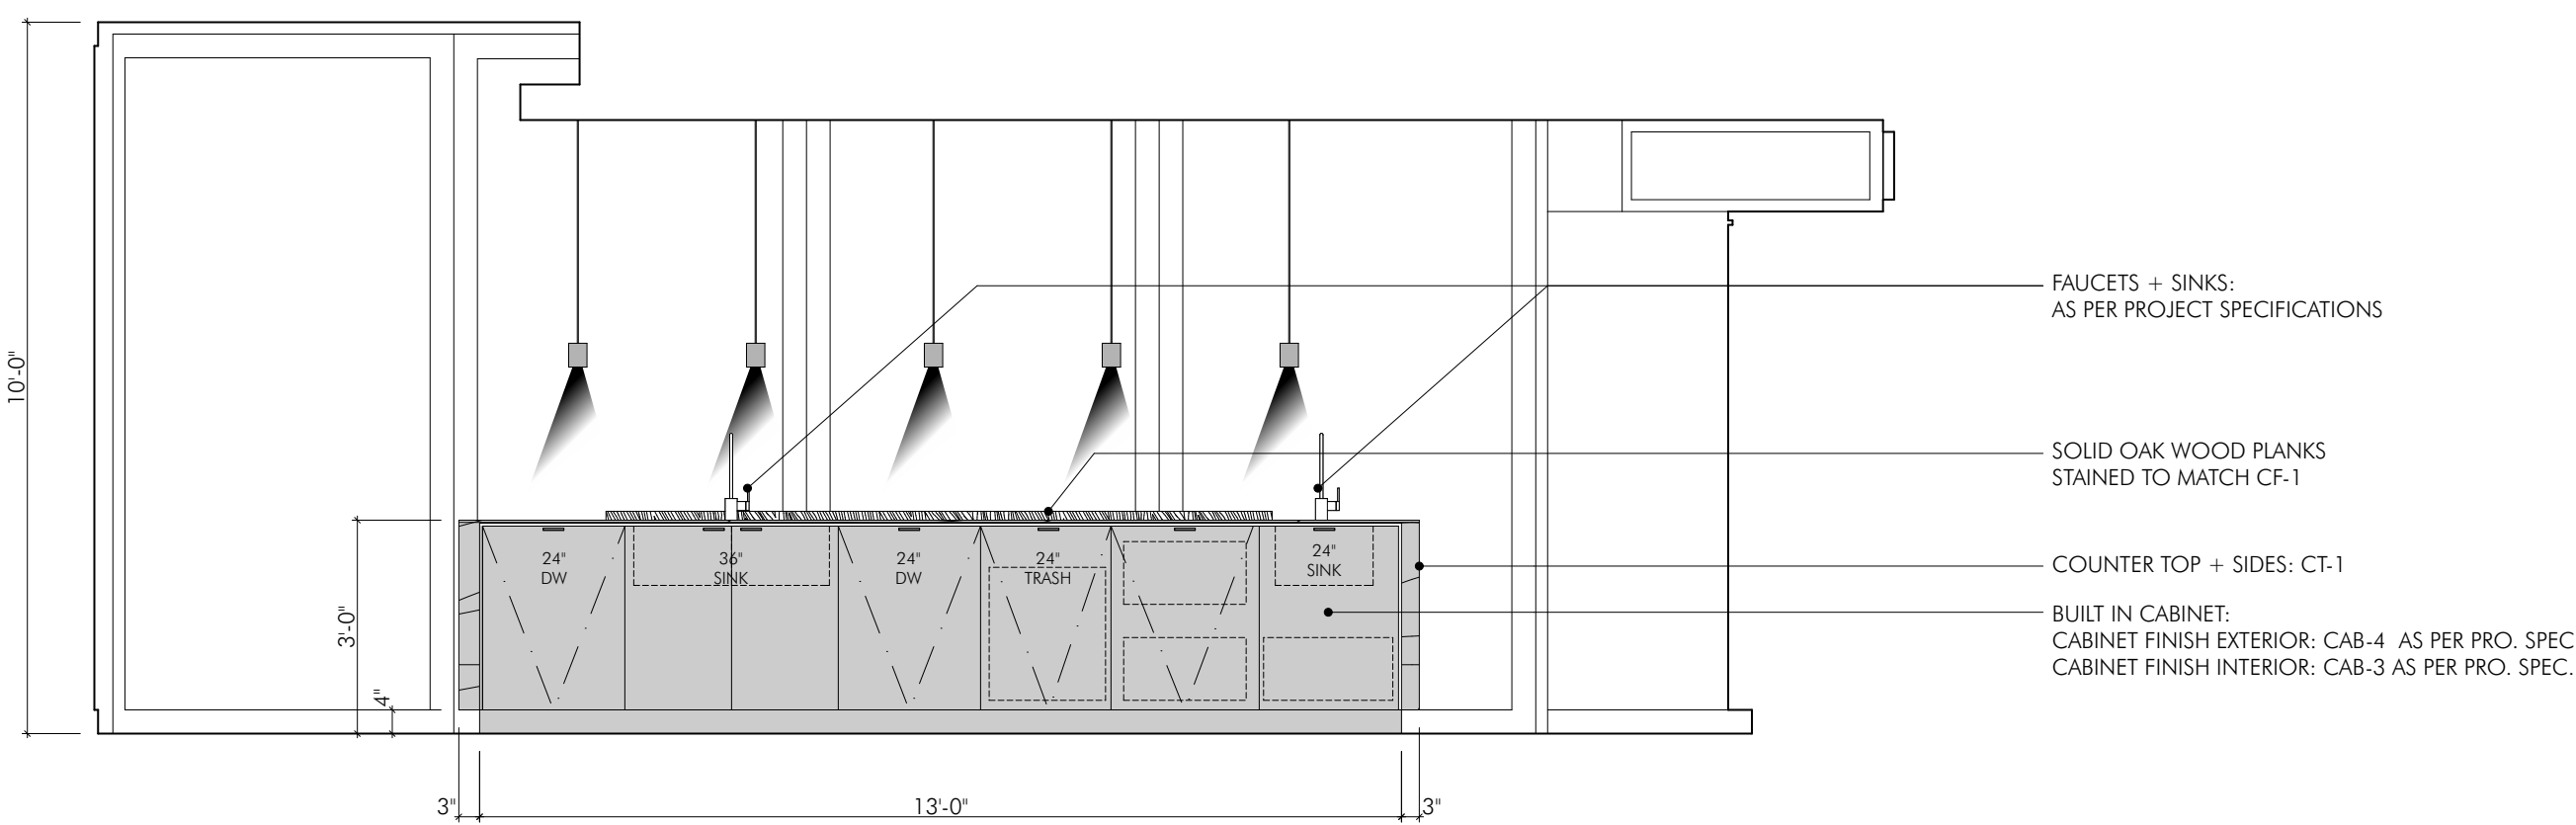 10'-0"
FAUCETS + SINKS:
AS PER PROJECT SPECIFICATIONS
SOLID OAK WOOD PLANKS
STAINED TO MATCH CF-1
3'-0"
4"
24"
DW
36"
SINK
24"
DW
24"
TRASH
24"
SINK
COUNTER TOP + SIDES: CT-1
BUILT IN CABINET:
CABINET FINISH EXTERIOR: CAB-4 AS PER PRO. SPEC
CABINET FINISH INTERIOR: CAB-3 AS PER PRO. SPEC.
3"
13'-0"
3"